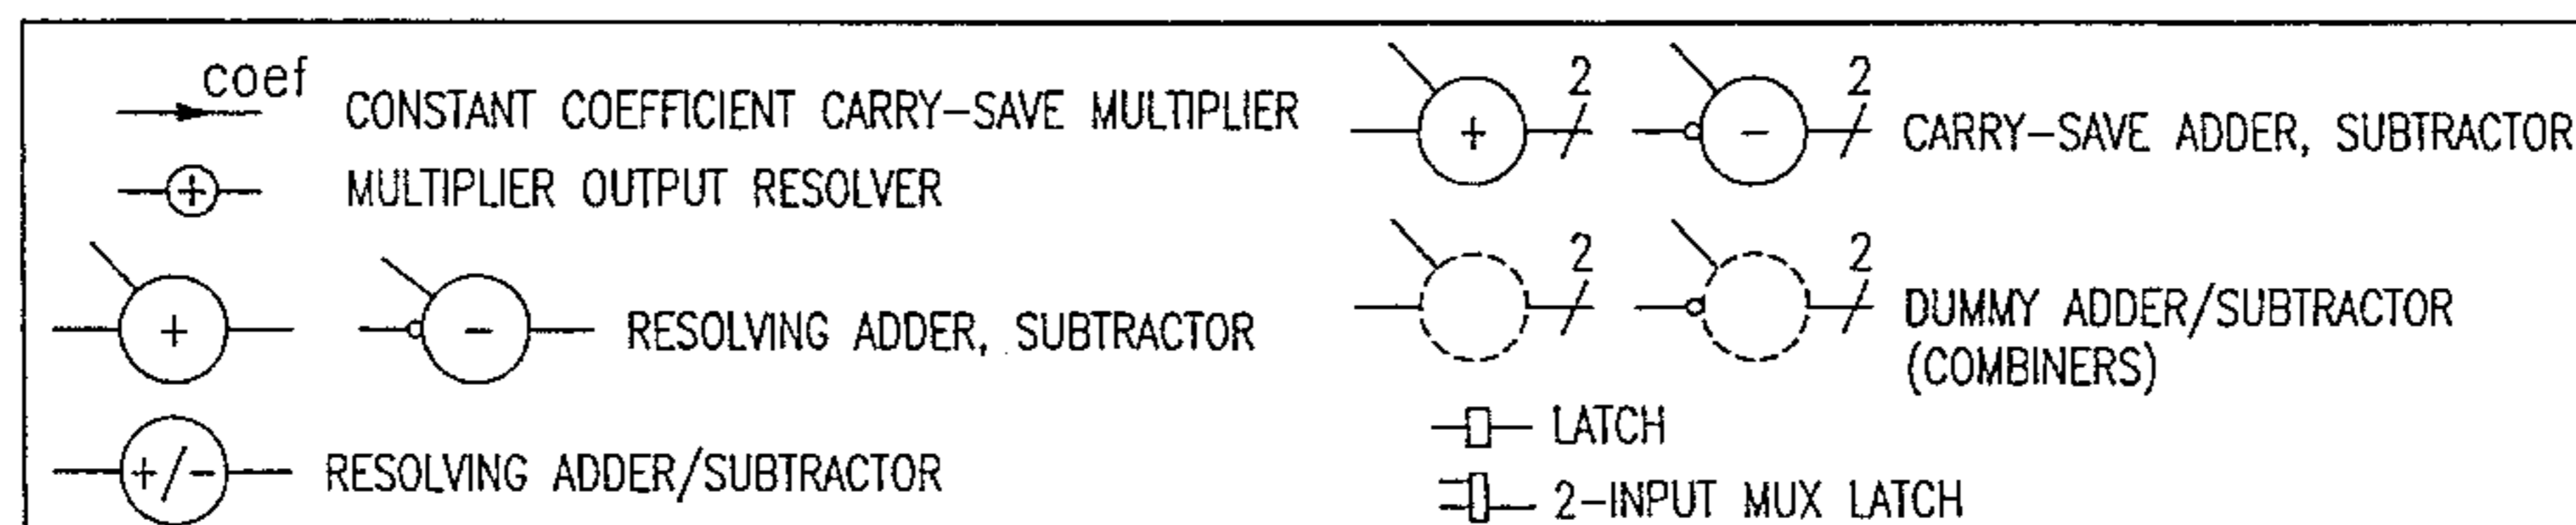 coef
CONSTANT COEFFICIENT CARRY-SAVE MULTIPLIER
+
MULTIPLIER OUTPUT RESOLVER
+ -
RESOLVING ADDER, SUBTRACTOR
+/-
RESOLVING ADDER/SUBTRACTOR
2 2
+ -
CARRY-SAVE ADDER, SUBTRACTOR
2 2
DUMMY ADDER/SUBTRACTOR
(COMBINERS)
LATCH
2-INPUT MUX LATCH